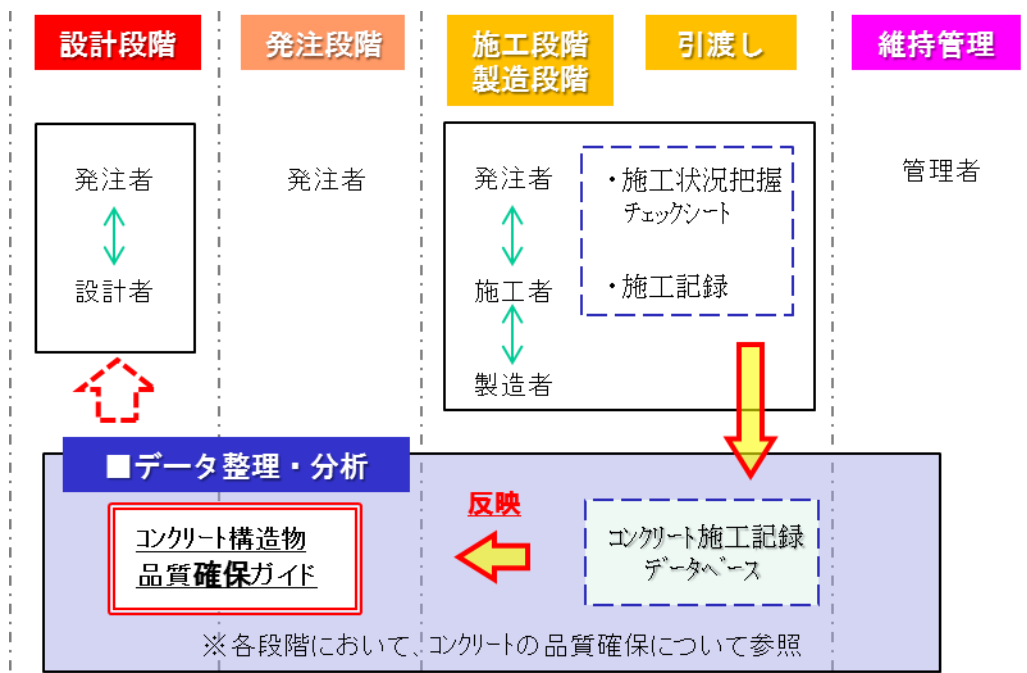 設計段階
発注段階
施工段階
製造段階
引渡し
維持管理
発注者
設計者
発注者
発注者
施工者
製造者
・施工状況把握
チェックシート
・施工記録
管理者
■データ整理・分析
コンクリート構造物
品質確保ガイド
反映
コンクリート施工記録
データベース
※各段階において、コンクリートの品質確保について参照